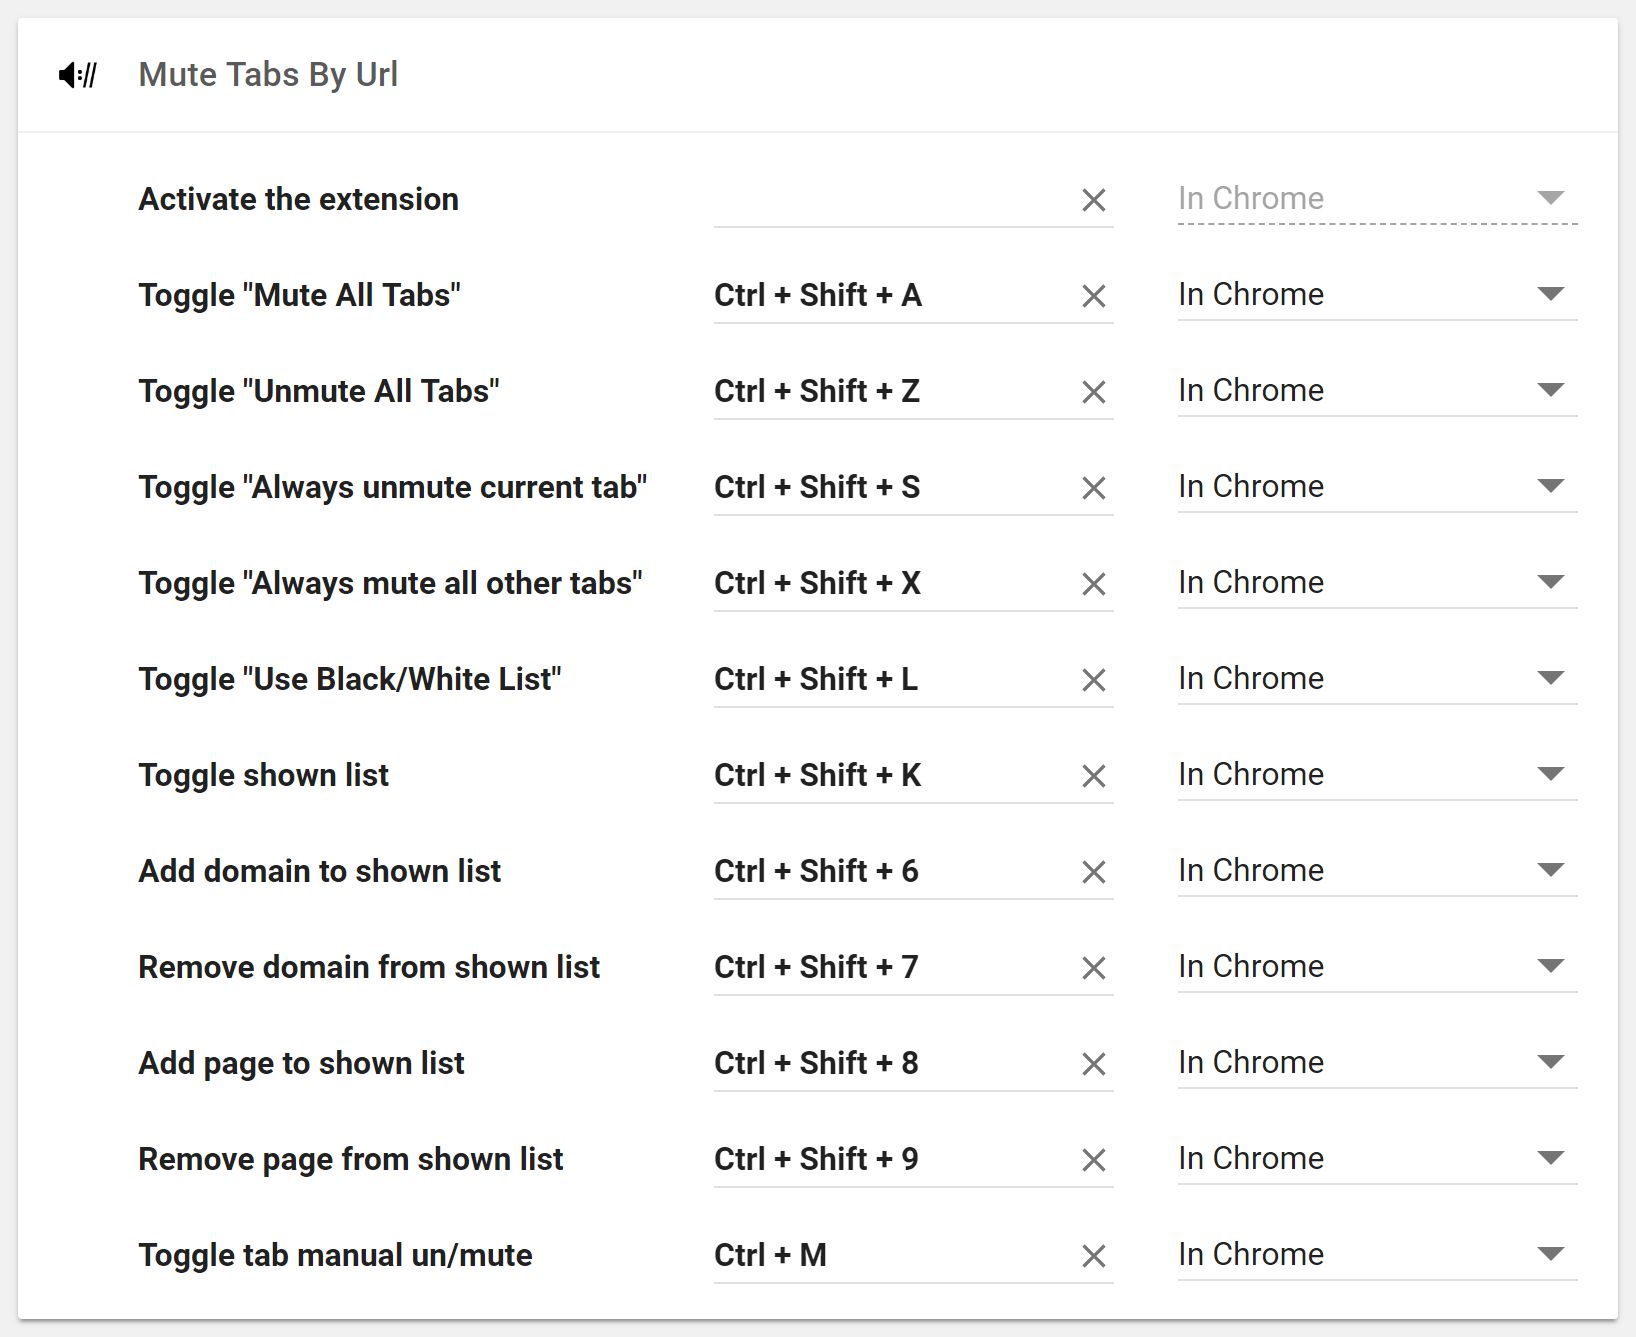 Mute Tabs By Url
Activate the extension In Chrome
Toggle "Mute All Tabs" Ctrl + Shift + A In Chrome
Toggle "Unmute All Tabs" Ctrl + Shift + Z In Chrome
Toggle "Always unmute current tab" Ctrl + Shift + S In Chrome
Toggle "Always mute all other tabs" Ctrl + Shift + X In Chrome
Toggle "Use Black/White List" Ctrl + Shift + L In Chrome
Toggle shown list Ctrl + Shift + K In Chrome
Add domain to shown list Ctrl + Shift + 6 In Chrome
Remove domain from shown list Ctrl + Shift + 7 In Chrome
Add page to shown list Ctrl + Shift + 8 In Chrome
Remove page from shown list Ctrl + Shift + 9 In Chrome
Toggle tab manual un/mute Ctrl + M In Chrome